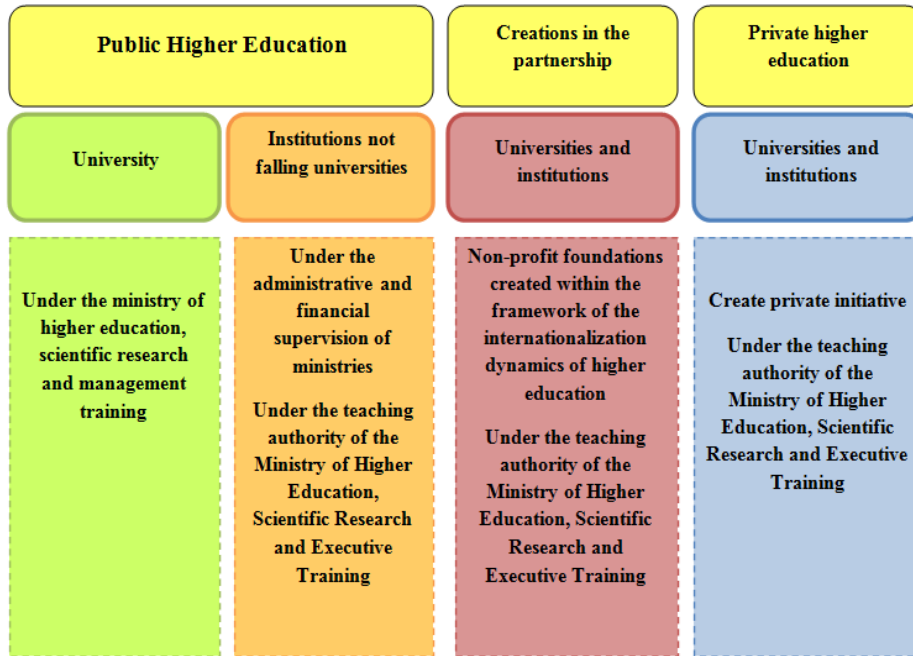 Public Higher Education
Creations in the
partnership
Private higher
education
University
Institutions not
falling universities
Universities and
institutions
Universities and
institutions
Under the ministry of
higher education,
scientific research
and management
training
Under the
administrative and
financial
supervision of
ministries
Under the teaching
authority of the
Ministry of Higher
Education,
Scientific Research
and Executive
Training
Non-profit foundations
created within the
framework of the
internationalization
dynamics of higher
education
Under the teaching
authority of the
Ministry of Higher
Education, Scientific
Research and
Executive Training
Create private initiative
Under the teaching
authority of the
Ministry of Higher
Education, Scientific
Research and Executive
Training